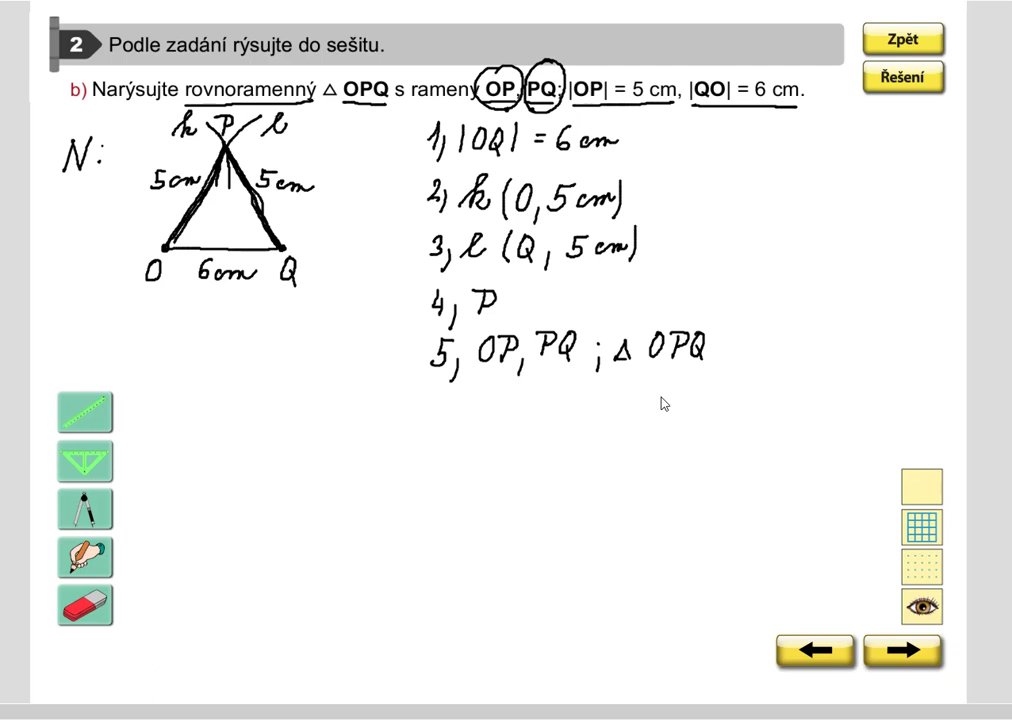 2 Podle zadání rýsujte do sešitu.
Zpět
Řešení
b) Narýsujte rovnoramenný △ OPQ s rameny OP, PQ; |OP| = 5 cm, |QO| = 6 cm.
N:
k P l
5cm 5cm
O 6cm Q
1, |OQ| = 6 cm
2, k (O, 5 cm)
3, l (Q, 5 cm)
4, P
5, OP, PQ ; △ OPQ